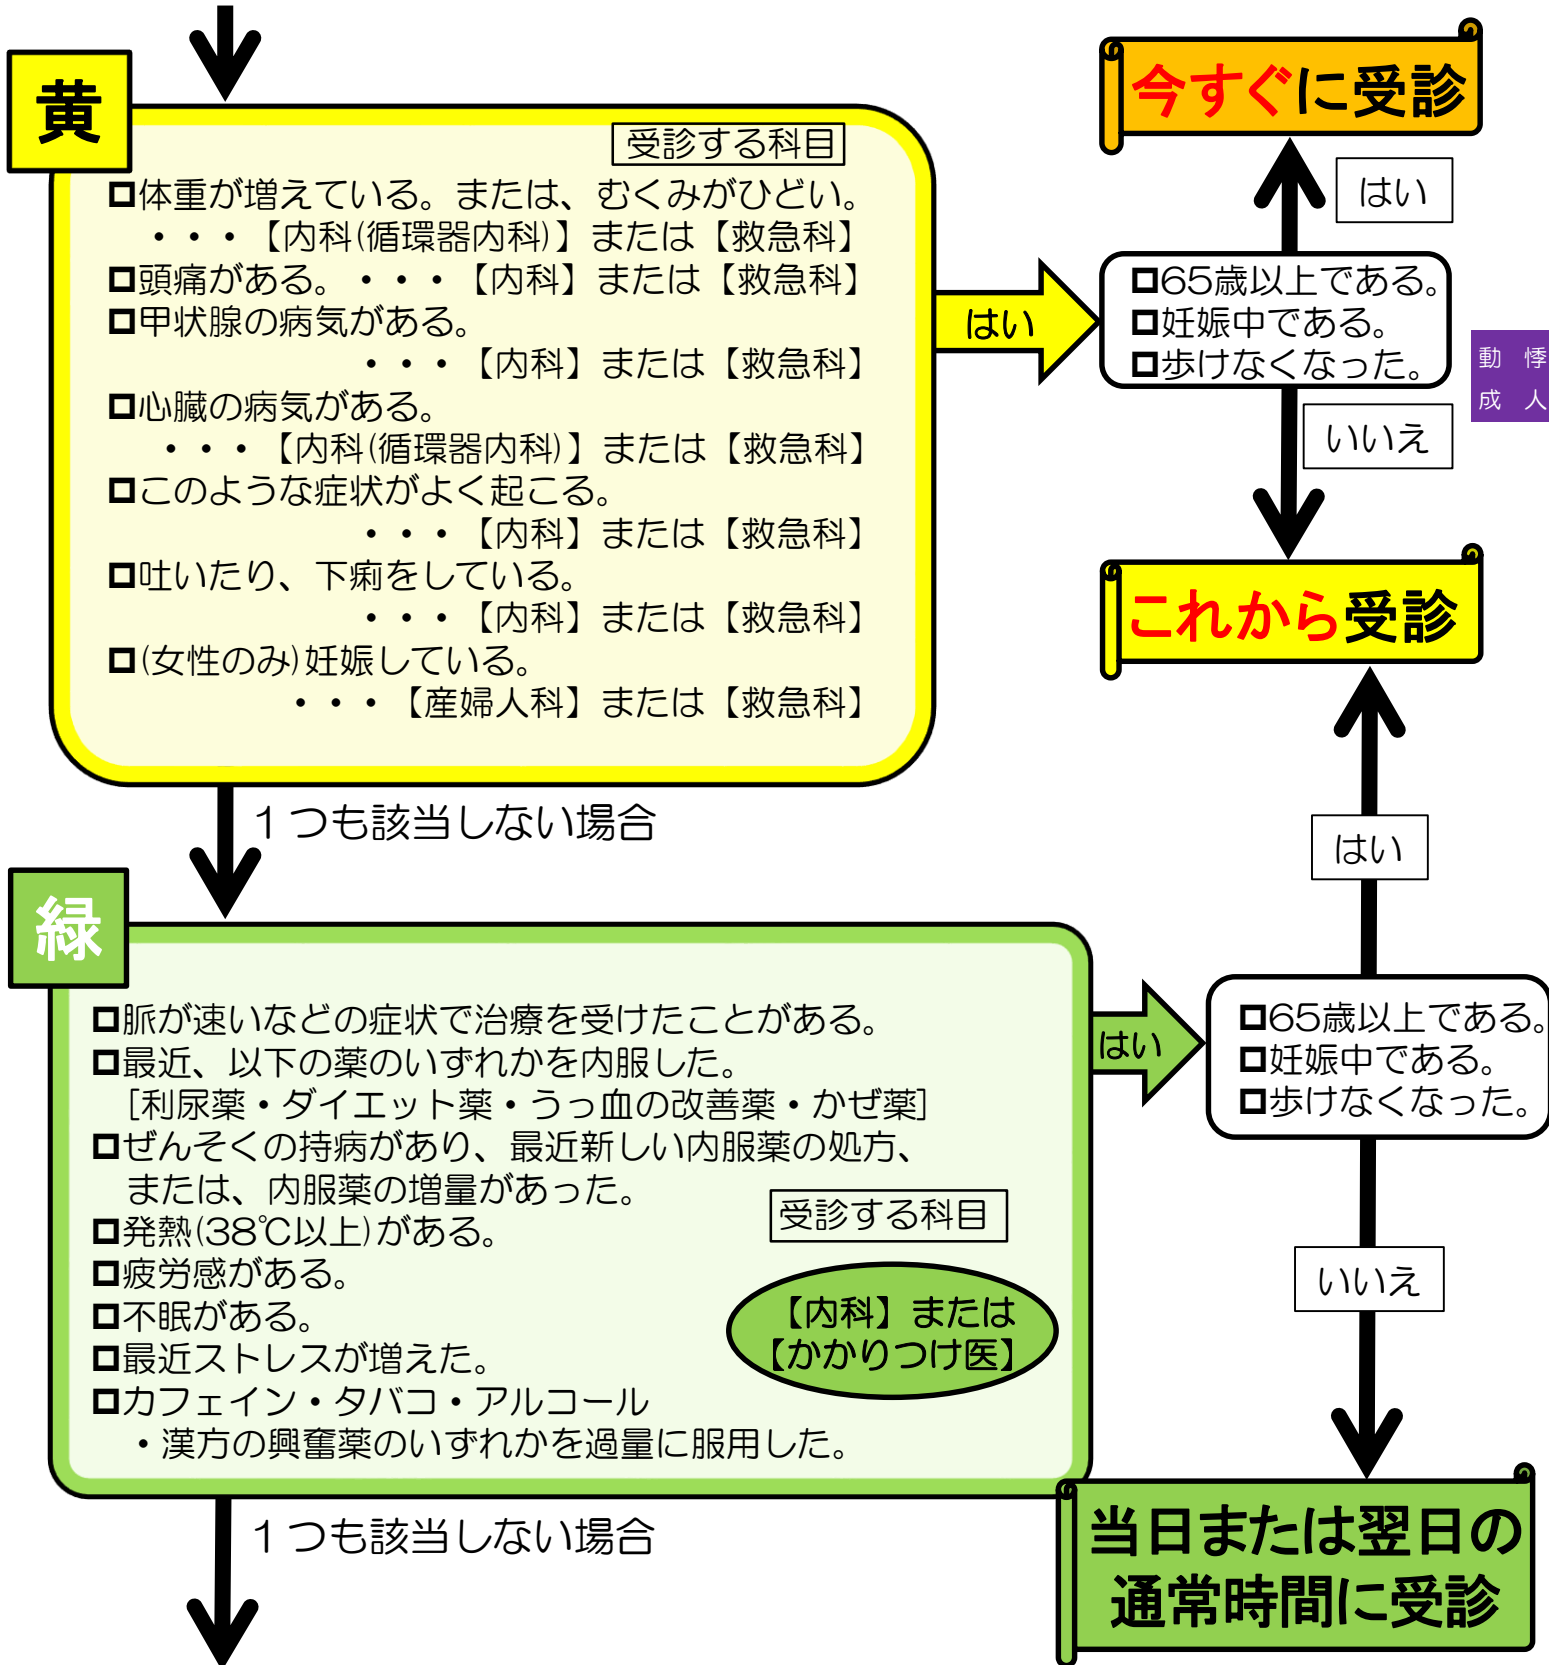 黄
受診する科目
□体重が増えている。または、むくみがひどい。
・・・【内科(循環器内科)】または【救急科】
□頭痛がある。・・・【内科】または【救急科】
□甲状腺の病気がある。
・・・【内科】または【救急科】
□心臓の病気がある。
・・・【内科(循環器内科)】または【救急科】
□このような症状がよく起こる。
・・・【内科】または【救急科】
□吐いたり、下痢をしている。
・・・【内科】または【救急科】
□(女性のみ)妊娠している。
・・・【産婦人科】または【救急科】
はい
今すぐに受診
はい
□65歳以上である。
□妊娠中である。
□歩けなくなった。
動 悸
成 人
いいえ
これから受診
1つも該当しない場合
緑
□脈が速いなどの症状で治療を受けたことがある。
□最近、以下の薬のいずれかを内服した。
[利尿薬・ダイエット薬・うっ血の改善薬・かぜ薬]
□ぜんそくの持病があり、最近新しい内服薬の処方、
または、内服薬の増量があった。
□発熱(38℃以上)がある。
□疲労感がある。
□不眠がある。
□最近ストレスが増えた。
□カフェイン・タバコ・アルコール
・漢方の興奮薬のいずれかを過量に服用した。
受診する科目
【内科】または
【かかりつけ医】
はい
はい
□65歳以上である。
□妊娠中である。
□歩けなくなった。
いいえ
当日または翌日の
通常時間に受診
1つも該当しない場合